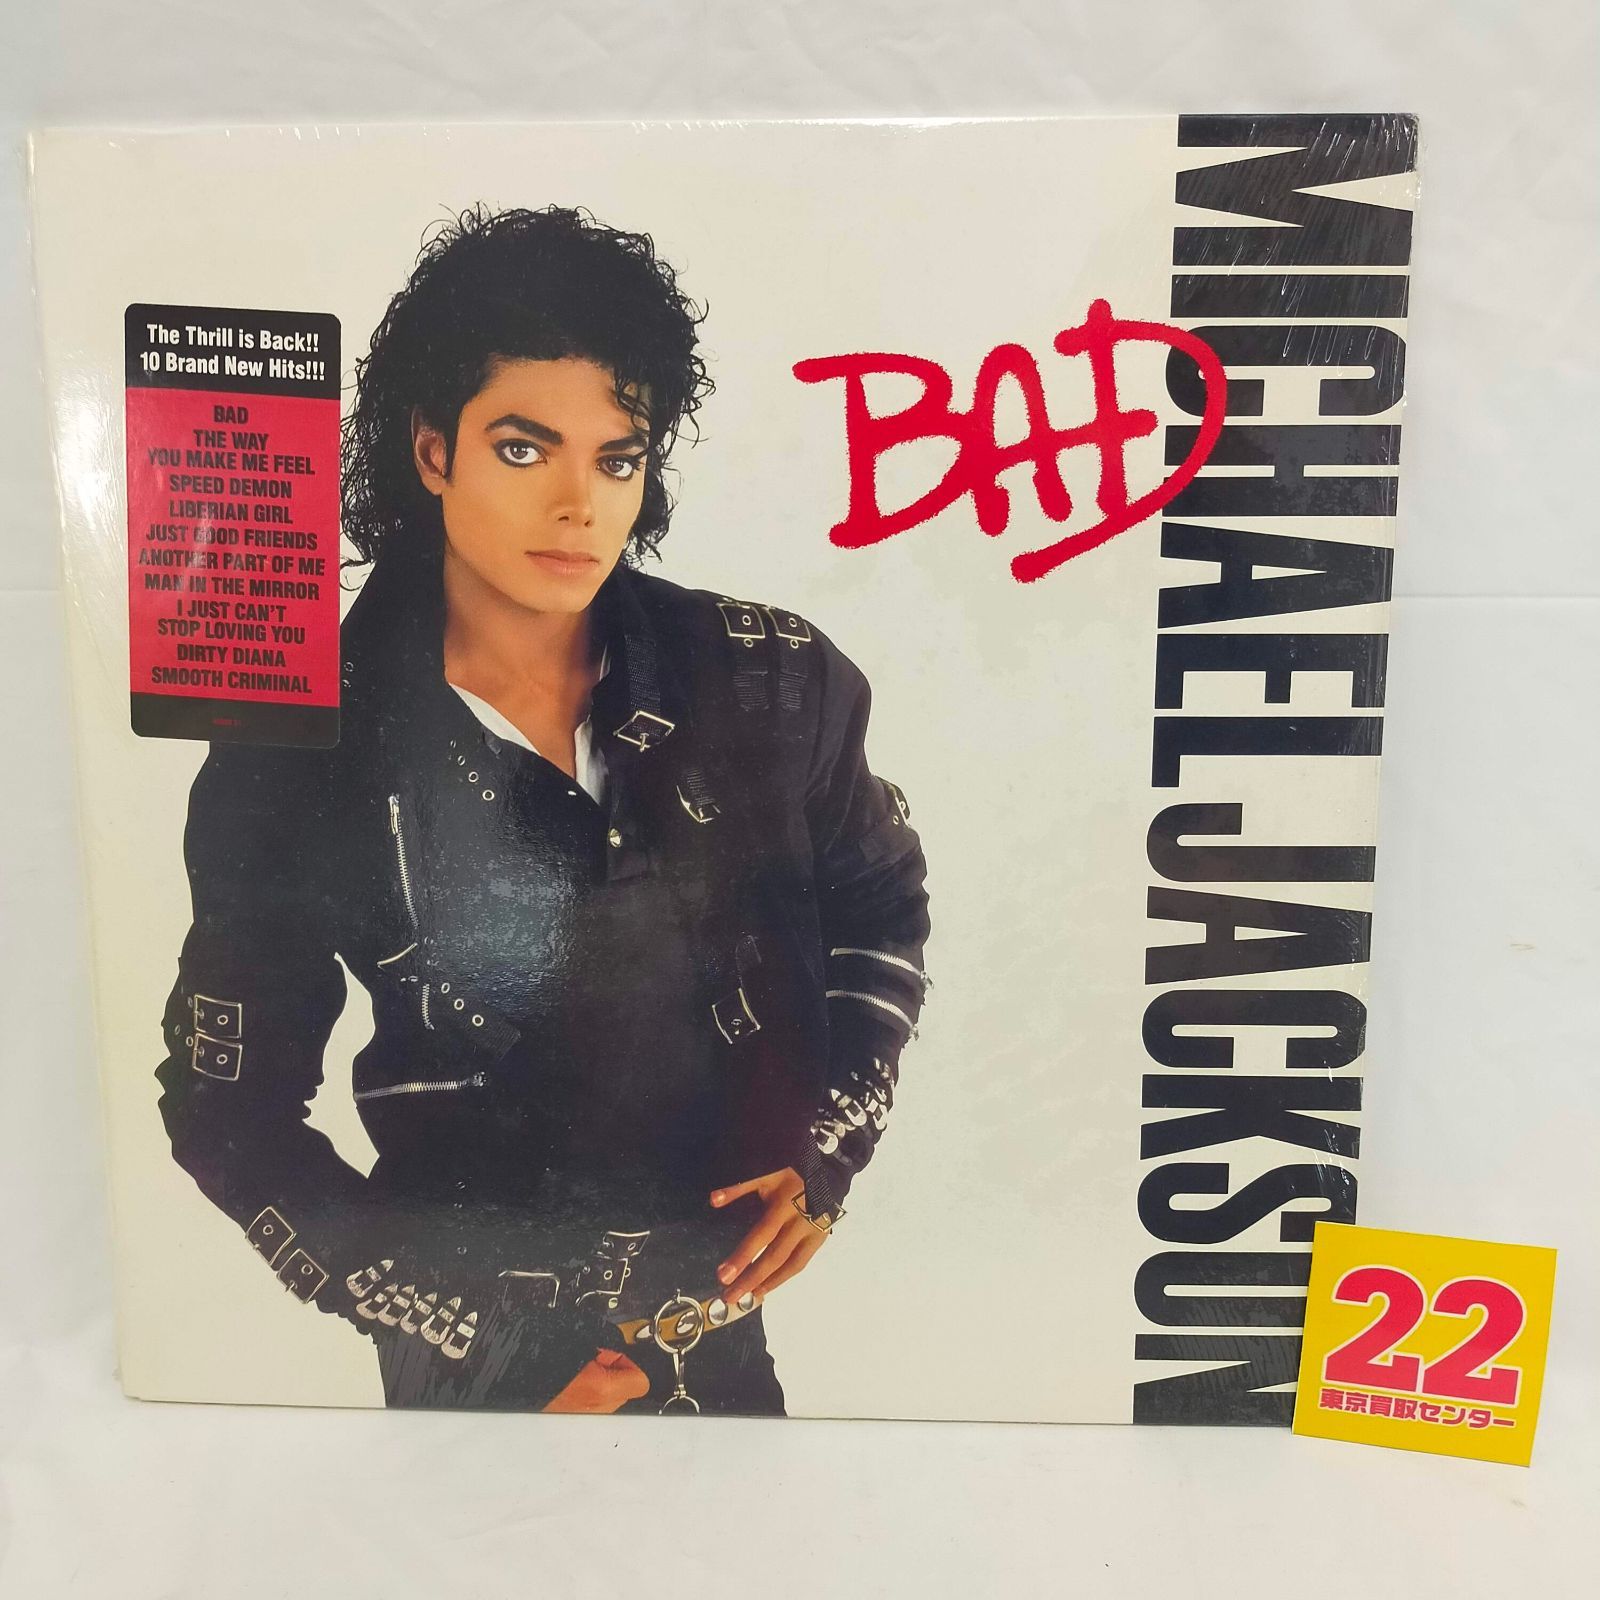 The Thrill is Back!!
10 Brand New Hits!!!
BAD
THE WAY
YOU MAKE ME FEEL
SPEED DEMON
LIBERIAN GIRL
JUST GOOD FRIENDS
ANOTHER PART OF ME
MAN IN THE MIRROR
I JUST CAN'T
STOP LOVING YOU
DIRTY DIANA
SMOOTH CRIMINAL
BAD
MICHAELJACKSON
22
東京買取センター